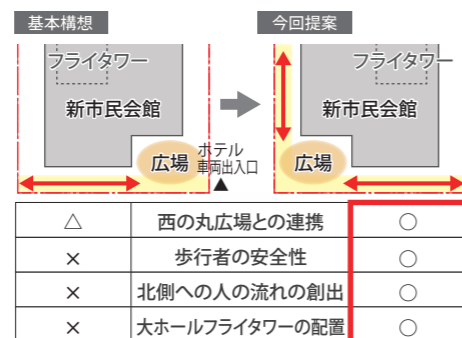 基本構想
今回提案
フライタワー
新市民会館
広場
ホテル
車両出入口
フライタワー
新市民会館
広場
△ 西の丸広場との連携 ○
× 歩行者の安全性 ○
× 北側への人の流れの創出 ○
× 大ホールフライタワーの配置 ○